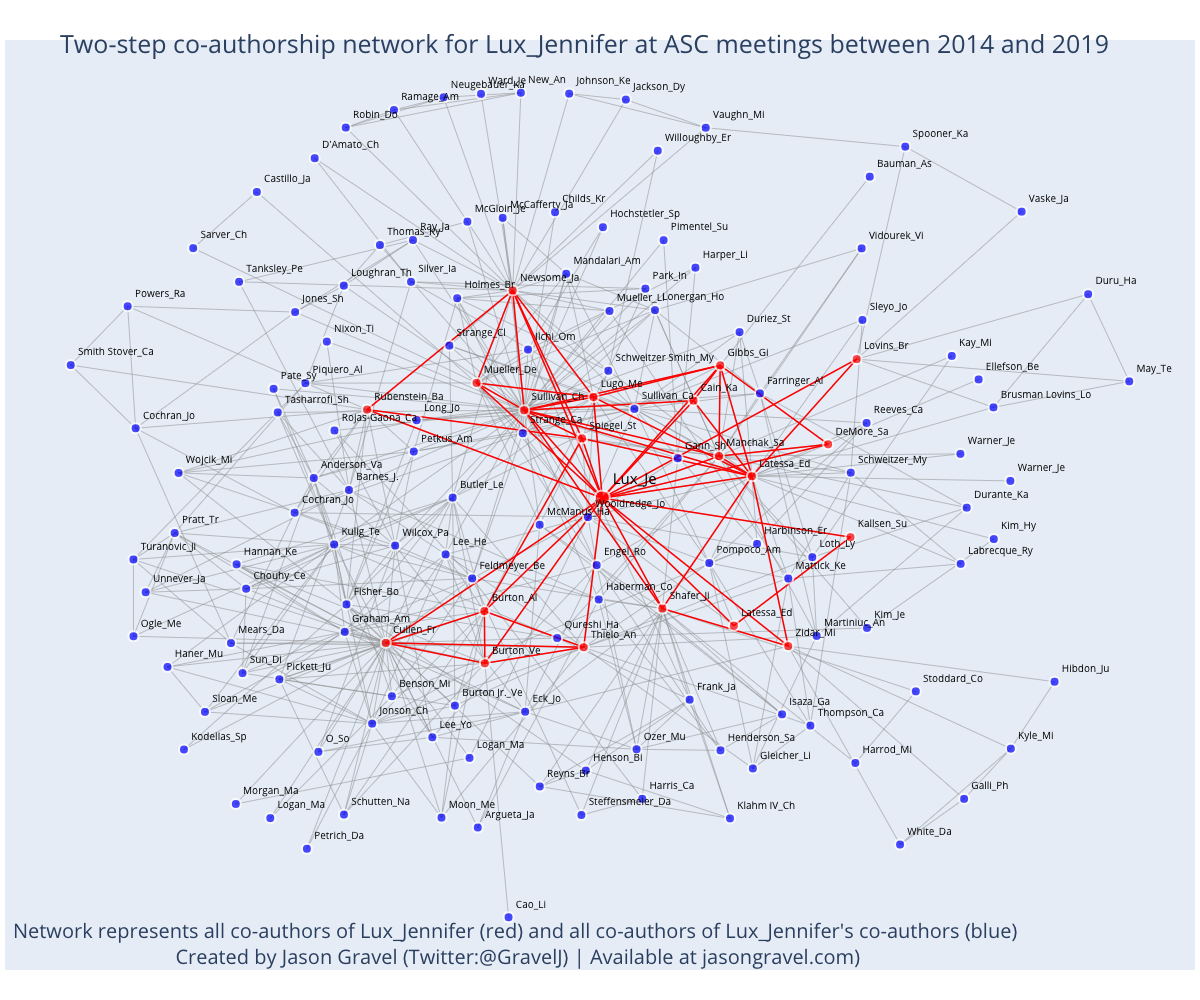 Two-step co-authorship network for Lux_Jennifer at ASC meetings between 2014 and 2019
Ward_Je
New_An
Johnson_Ke
Neugebauer_Ka
Jackson_Dy
Ramage_Am
Robin_Do
Vaughn_Mi
Willoughby_Er
Spooner_Ka
D'Amato_Ch
Bauman_As
Castillo_Ja
Childs_Kr
Vaske_Ja
McGloin_Je
McCafferty_Ja
Hochstetler_Sp
Pimentel_Su
Ray_Ja
Thomas_Ry
Sarver_Ch
Vidourek_Vi
Harper_Li
Mandalari_Am
Tanksley_Pe
Loughran_Th
Silver_Ia
Newsome_Ja
Park_In
Duru_Ha
Holmes_Br
Powers_Ra
Jones_Sh
Mueller_L
Lonergan_Ho
Sleyo_Jo
Duriez_St
Nixon_Ti
Strange_Cl
Ilchi_Om
Lovins_Br
Kay_Mi
Smith Stover_Ca
Schweitzer Smith_My
Gibbs_Gi
Ellefson_Be
May_Te
Pate_Sy
Piquero_Al
Mueller_De
Lugo_Me
Cain_Ka
Farringer_Al
Brusman Lovins_Lo
Tasharrofi_Sh
Rubenstein_Ba
Sullivan_Ch
Sullivan_Ca
Cochran_Jo
Rojas-Gaona_Ca
Long_Jo
Strange_Ca
Spiegel_St
Reeves_Ca
DeMore_Sa
Petkus_Am
Gann_Sh
Manchak_Sa
Warner_Je
Wojcik_Mi
Anderson_Va
Barnes_J.
Lux_Je
Latessa_Ed
Schweitzer_My
Warner_Je
Cochran_Jo
Butler_Le
McManus_Ha
Wooldredge_Jo
Durante_Ka
Pratt_Tr
Kulig_Te
Wilcox_Pa
Harbinson_Er
Kailsen_Su
Kim_Hy
Turanovic_Ji
Hannan_Ke
Lee_He
Engel_Ro
Pompoco_Am
Loth_Ly
Labrecque_Ry
Unnever_Ja
Chouhy_Ce
Feldmeyer_Be
Mattick_Ke
Fisher_Bo
Burton_Al
Haberman_Co
Shafer_Ji
Ogle_Me
Mears_Da
Graham_Am
Cullen_Fr
Qureshi_Ha
Thielo_An
Latessa_Ed
Zidar_Mi
Martiniuc_An
Kim_Je
Haner_Mu
Sun_Di
Pickett_Ju
Burton_Ve
Hibdon_Ju
Sloan_Me
Benson_Mi
Burton Jr._Ve
Eck_Jo
Frank_Ja
Stoddard_Co
Jonson_Ch
Isaza_Ga
Thompson_Ca
Kodellas_Sp
O_So
Lee_Yo
Logan_Ma
Ozer_Mu
Henderson_Sa
Kyle_Mi
Reyns_Br
Henson_Bi
Gleicher_Li
Harrod_Mi
Morgan_Ma
Logan_Ma
Schutten_Na
Moon_Me
Argueta_Ja
Steffensmeier_Da
Harris_Ca
Klahm IV_Ch
Galli_Ph
Petrich_Da
White_Da
Cao_Li
Network represents all co-authors of Lux_Jennifer (red) and all co-authors of Lux_Jennifer's co-authors (blue)
Created by Jason Gravel (Twitter:@GravelJ) | Available at jasongravel.com)